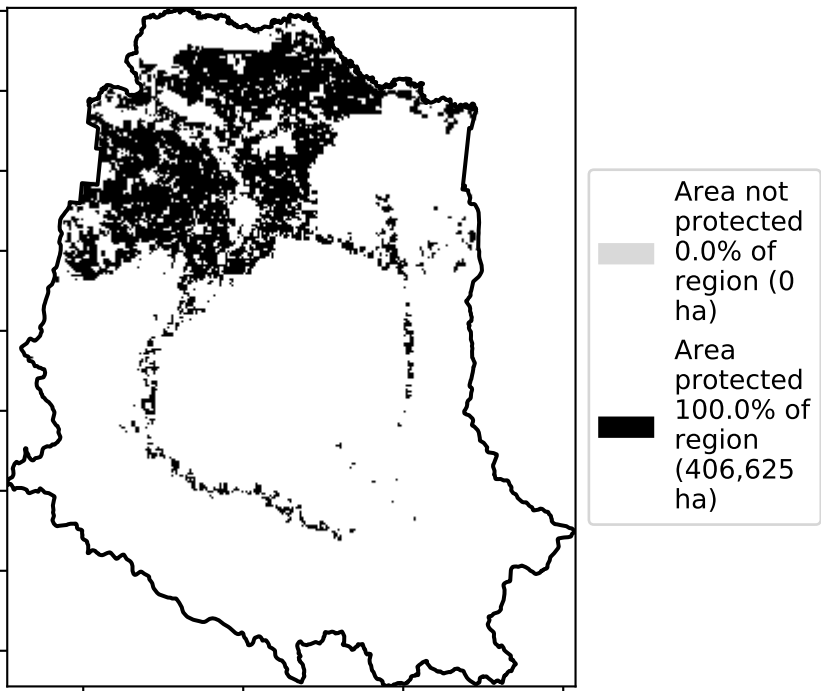 Area not
protected
0.0% of
region (0
ha)
Area
protected
100.0% of
region
(406,625
ha)